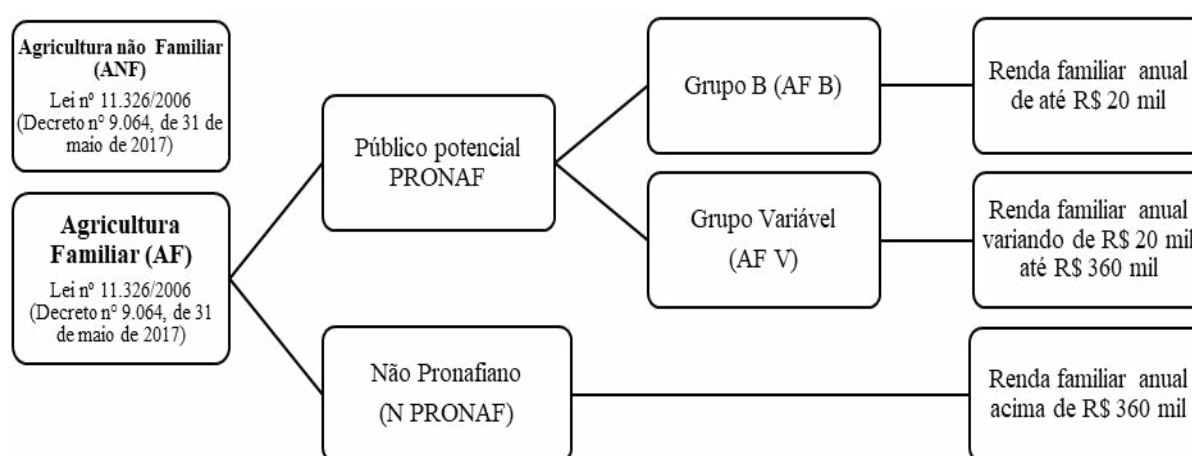 Agricultura não Familiar
(ANF)
Lei nº 11.326/2006
(Decreto nº 9.064, de 31 de
maio de 2017)
Agricultura
Familiar (AF)
Lei nº 11.326/2006
(Decreto nº 9.064, de 31
de maio de 2017)
Público potencial
PRONAF
Não Pronafiano
(N PRONAF)
Grupo B (AF B)
Grupo Variável
(AF V)
Renda familiar anual
de até R$ 20 mil
Renda familiar anual
variando de R$ 20 mil
até R$ 360 mil
Renda familiar anual
acima de R$ 360 mil